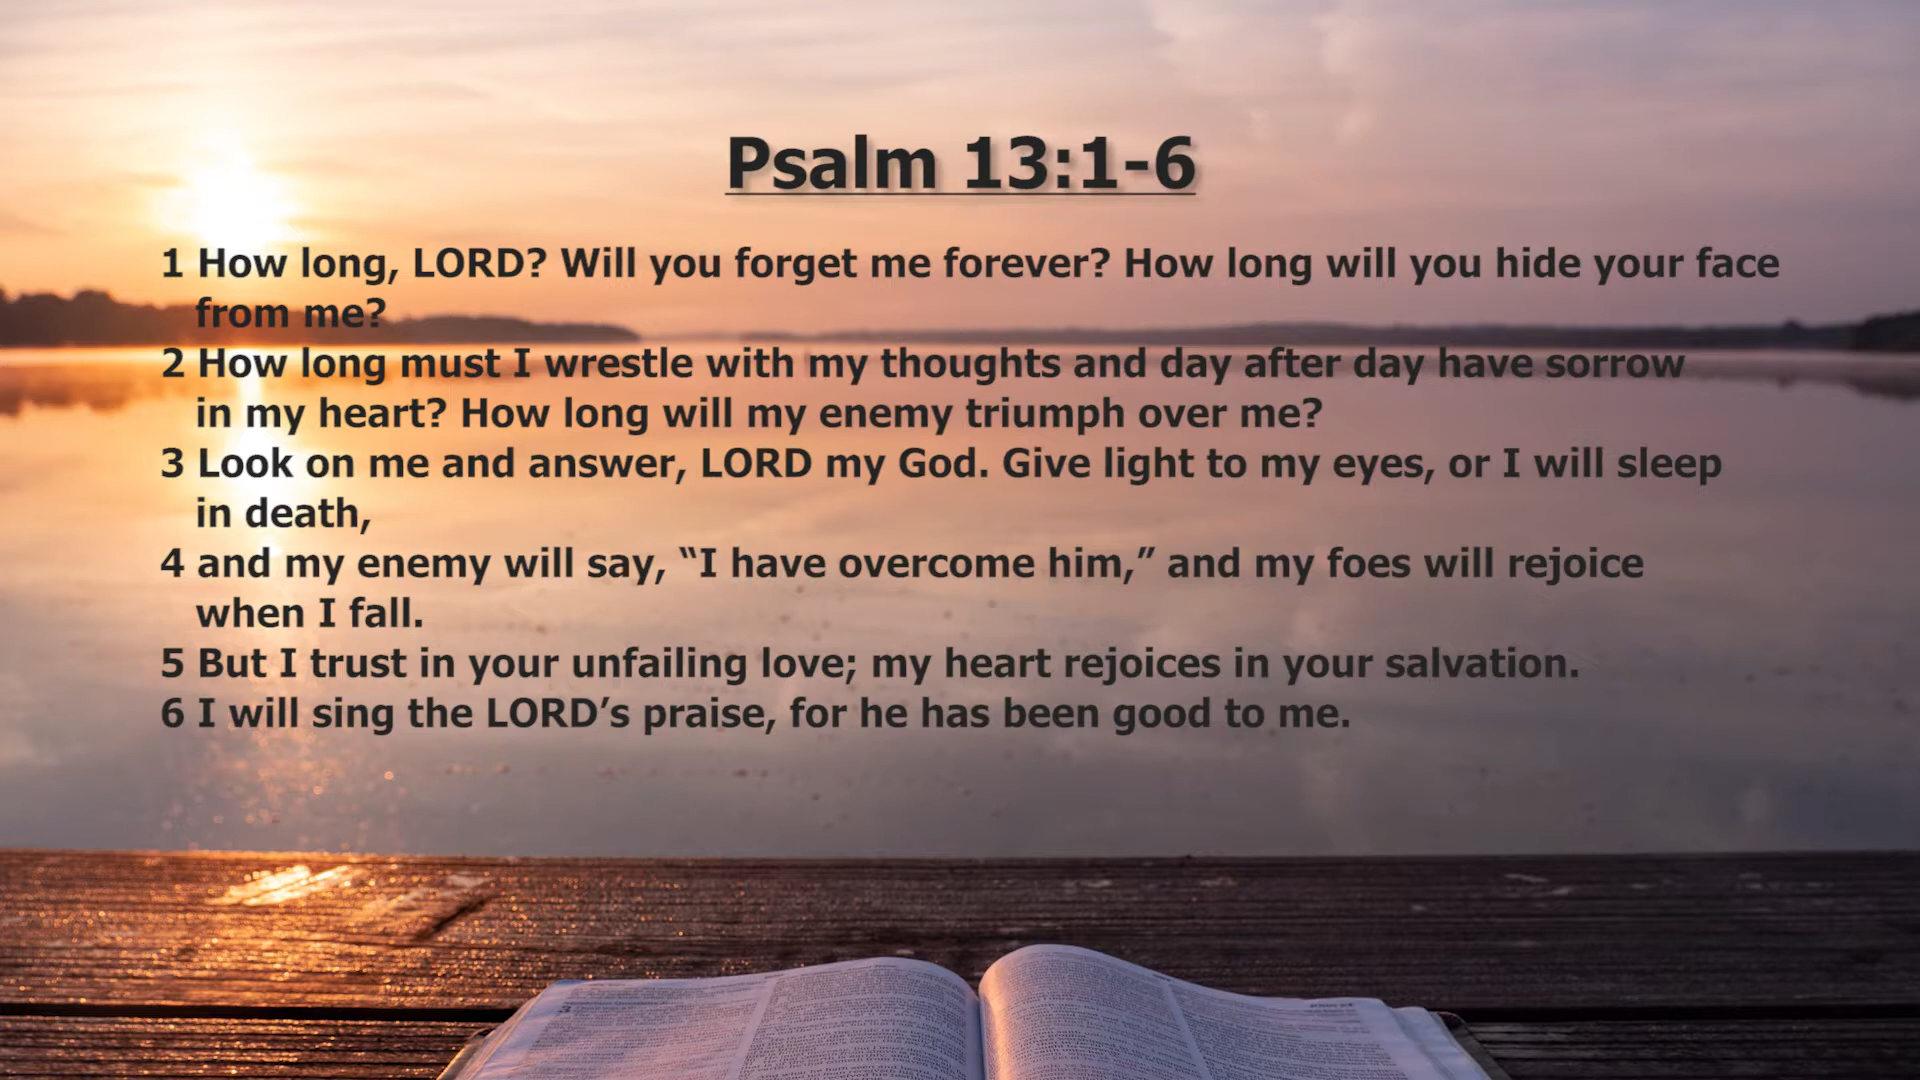 Psalm 13:1-6
1 How long, LORD? Will you forget me forever? How long will you hide your face
from me?
2 How long must I wrestle with my thoughts and day after day have sorrow
in my heart? How long will my enemy triumph over me?
3 Look on me and answer, LORD my God. Give light to my eyes, or I will sleep
in death,
4 and my enemy will say, “I have overcome him,” and my foes will rejoice
when I fall.
5 But I trust in your unfailing love; my heart rejoices in your salvation.
6 I will sing the LORD’s praise, for he has been good to me.